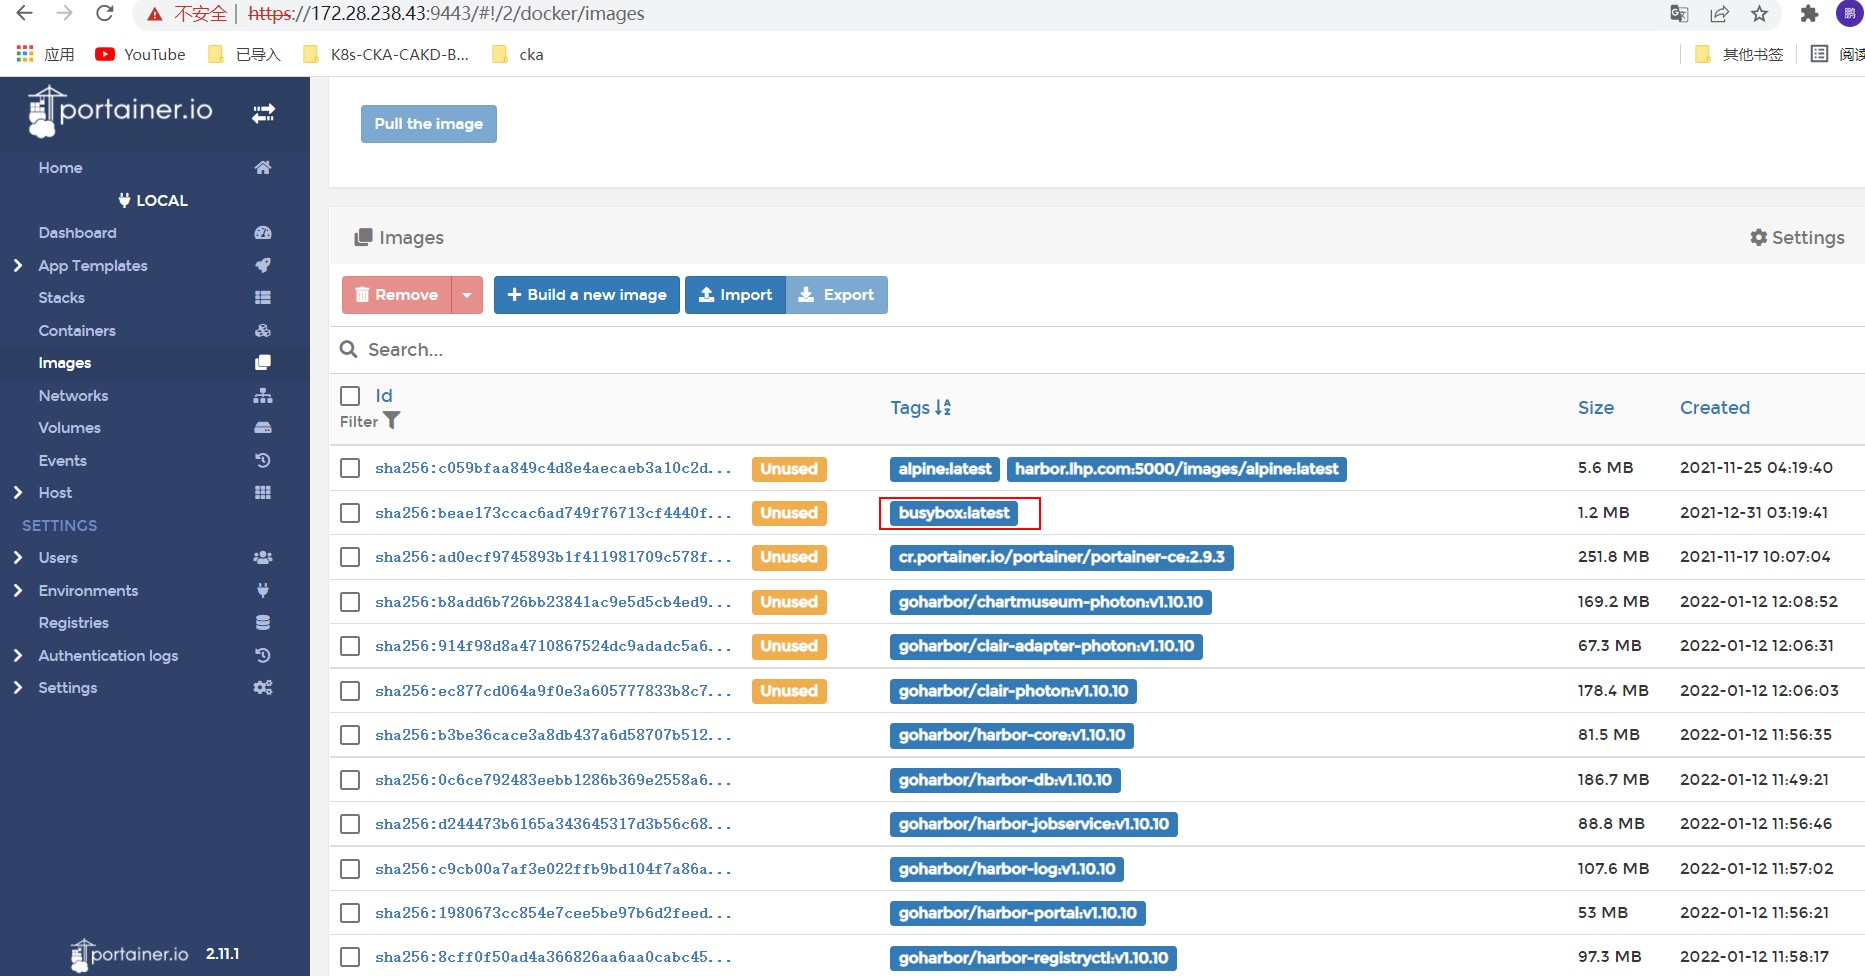 不安全 | https://172.28.238.43:9443/#!/2/docker/images
鹏
应用 YouTube 已导入 K8s-CKA-CAKD-B... cka 其他书签
portainer.io
Pull the image
Home
LOCAL
Dashboard
App Templates
Stacks
Containers
Images
Networks
Volumes
Events
Host
SETTINGS
Users
Environments
Registries
Authentication logs
Settings
portainer.io 2.11.1
Images Settings
Remove Build a new image Import Export
Search...
Id
Filter
Tags Size Created
sha256:c059bfaa849c4d8e4aecaeb3a10c2d... Unused alpine:latest harbor.lhp.com:5000/images/alpine:latest 5.6 MB 2021-11-25 04:19:40
sha256:beae173ccac6ad749f76713cf4440f... Unused busybox:latest 1.2 MB 2021-12-31 03:19:41
sha256:ad0ecf9745893b1f411981709c578f... Unused cr.portainer.io/portainer/portainer-ce:2.9.3 251.8 MB 2021-11-17 10:07:04
sha256:b8add6b726bb23841ac9e5d5cb4ed9... Unused goharbor/chartmuseum-photon:v1.10.10 169.2 MB 2022-01-12 12:08:52
sha256:914f98d8a4710867524dc9adadc5a6... Unused goharbor/clair-adapter-photon:v1.10.10 67.3 MB 2022-01-12 12:06:31
sha256:ec877cd064a9f0e3a605777833b8c7... Unused goharbor/clair-photon:v1.10.10 178.4 MB 2022-01-12 12:06:03
sha256:b3be36cace3a8db437a6d58707b512... goharbor/harbor-core:v1.10.10 81.5 MB 2022-01-12 11:56:35
sha256:0c6ce792483eebb1286b369e2558a6... goharbor/harbor-db:v1.10.10 186.7 MB 2022-01-12 11:49:21
sha256:d244473b6165a343645317d3b56c68... goharbor/harbor-jobservice:v1.10.10 88.8 MB 2022-01-12 11:56:46
sha256:c9cb00a7af3e022ffb9bd104f7a86a... goharbor/harbor-log:v1.10.10 107.6 MB 2022-01-12 11:57:02
sha256:1980673cc854e7cee5be97b6d2feed... goharbor/harbor-portal:v1.10.10 53 MB 2022-01-12 11:56:21
sha256:8cff0f50ad4a366826aa6aa0cabc45... goharbor/harbor-registryctl:v1.10.10 97.3 MB 2022-01-12 11:58:17